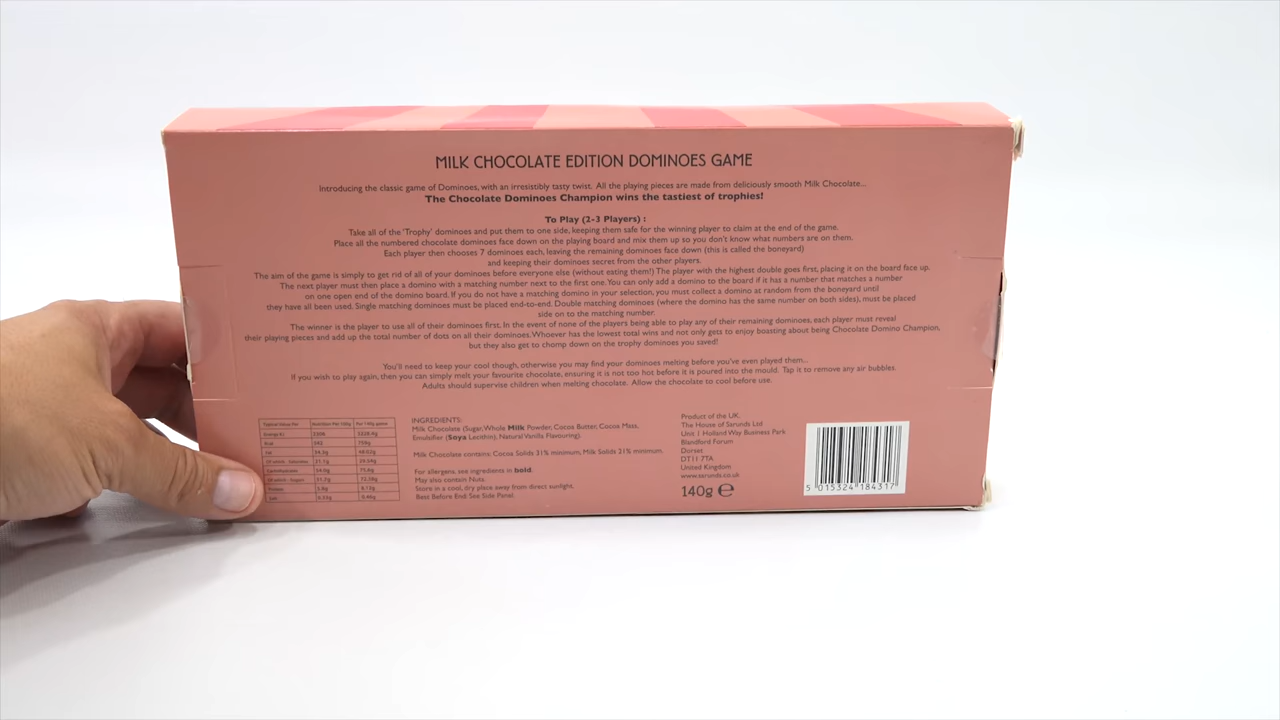 MILK CHOCOLATE EDITION DOMINOES GAME
Introducing the classic game of Dominoes, with an irresistibly tasty twist. All the playing pieces are made from deliciously smooth Milk Chocolate...
The Chocolate Dominoes Champion wins the tastiest of trophies!
To Play (2-3 Players) :
Take all of the 'Trophy' dominoes and put them to one side, keeping them safe for the winning player to claim at the end of the game.
Place all the numbered chocolate dominoes face down on the playing board and mix them up so you don't know what numbers are on them.
Each player then chooses 7 dominoes each, leaving the remaining dominoes face down (this is called the boneyard)
and keeping their dominoes secret from the other players.
The aim of the game is simply to get rid of all of your dominoes before everyone else (without eating them!) The player with the highest double goes first, placing it on the board face up.
The next player must then place a domino with a matching number next to the first one. You can only add a domino to the board if it has a number that matches a number
on one open end of the domino board. If you do not have a matching domino in your selection, you must collect a domino at random from the boneyard until
they have all been used. Single matching dominoes must be placed end-to-end. Double matching dominoes (where the domino has the same number on both sides), must be placed
side on to the matching number.
The winner is the player to use all of their dominoes first. In the event of none of the players being able to play any of their remaining dominoes, each player must reveal
their playing pieces and add up the total number of dots on all their dominoes. Whoever has the lowest total wins and not only gets to enjoy boasting about being Chocolate Domino Champion,
but they also get to chomp down on the trophy dominoes you saved!
You'll need to keep your cool though, otherwise you may find your dominoes melting before you've even played them...
If you wish to play again, then you can simply melt your favourite chocolate, ensuring it is not too hot before it is poured into the mould. Tap it to remove any air bubbles.
Adults should supervise children when melting chocolate. Allow the chocolate to cool before use.
Energy kJ
Kcal
Fat
Carbohydrates
Protein
Salt
INGREDIENTS:
Milk Chocolate (Sugar, Whole Milk Powder, Cocoa Butter, Cocoa Mass,
Emulsifier (Soya Lecithin), Natural Vanilla Flavouring).
Milk Chocolate contains: Cocoa Solids 31% minimum, Milk Solids 21% minimum.
For allergens, see ingredients in bold.
May also contain Nuts.
Store in a cool, dry place away from direct sunlight.
Best Before End: See Side Panel.
Product of the UK.
The House of Sarunds Ltd
Unit 1 Holland Way Business Park
Blandford Forum
Dorset
DT11 7TA
United Kingdom
www.sarunds.co.uk
140g e
5 015324 184317